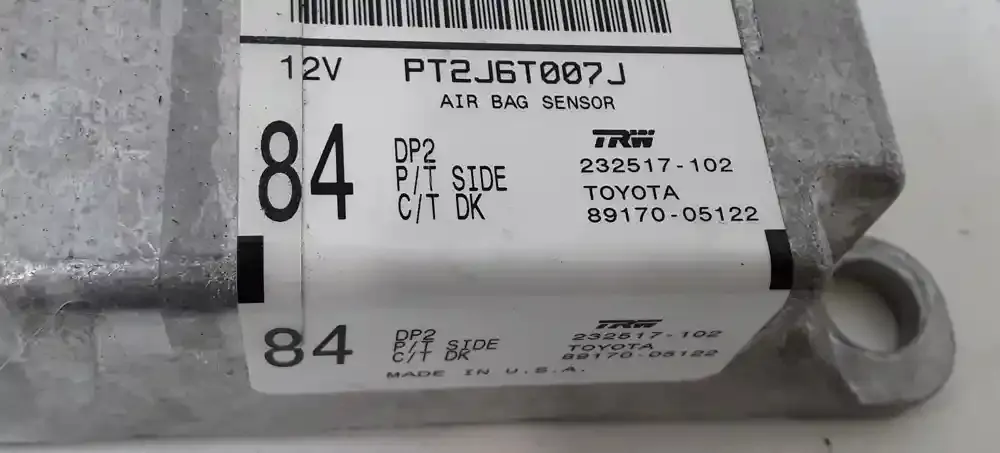 12V PT2J6T007J
AIR BAG SENSOR
84
DP2
P/T SIDE
C/T DK
TRW
232517-102
TOYOTA
89170-05122
84
DP2
P/T SIDE
C/T DK
TRW
232517-102
TOYOTA
89170-05122
MADE IN U.S.A.